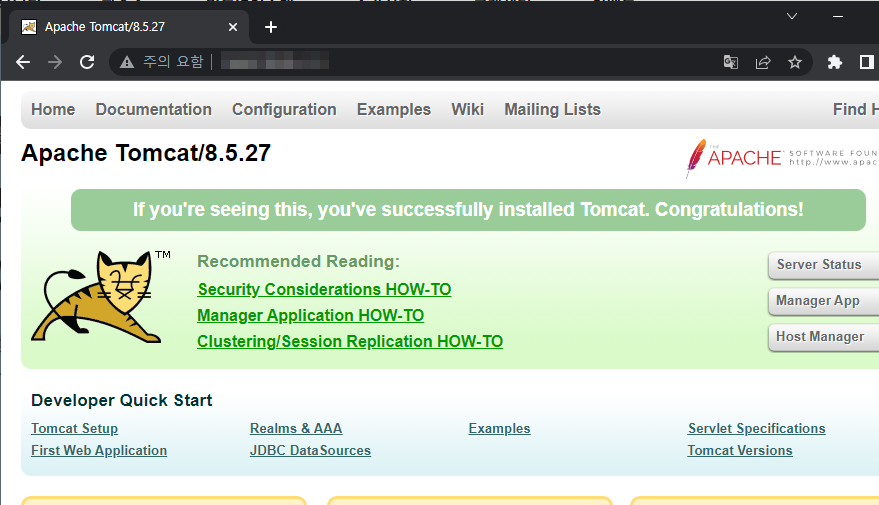 Apache Tomcat/8.5.27
주의 요함
Home Documentation Configuration Examples Wiki Mailing Lists Find H
Apache Tomcat/8.5.27
THE APACHE SOFTWARE FOUN
http://www.apac
If you're seeing this, you've successfully installed Tomcat. Congratulations!
TM
Recommended Reading:
Security Considerations HOW-TO
Manager Application HOW-TO
Clustering/Session Replication HOW-TO
Server Status
Manager App
Host Manager
Developer Quick Start
Tomcat Setup Realms & AAA Examples Servlet Specifications
First Web Application JDBC DataSources Tomcat Versions